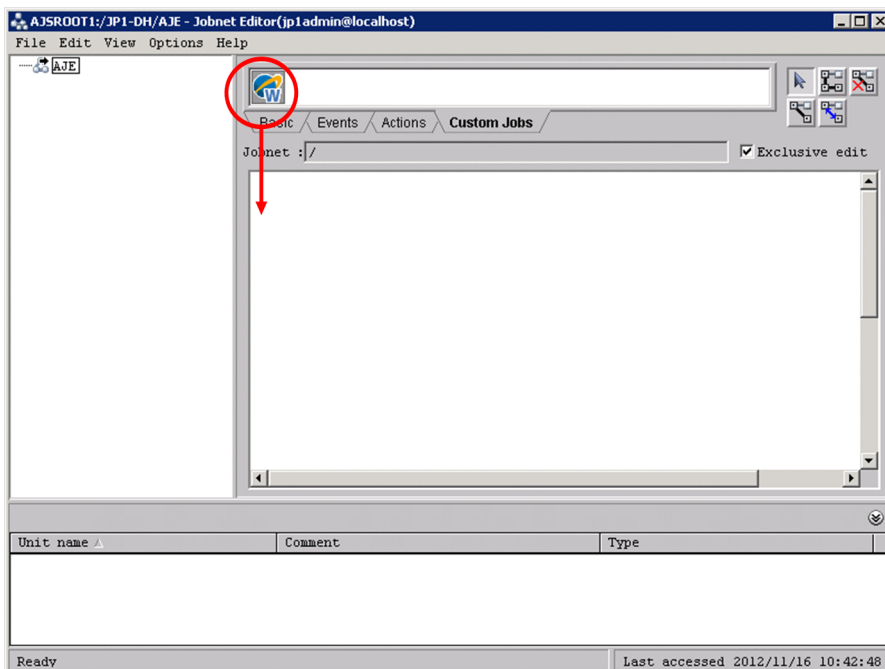 AJSROOT1:/JP1-DH/AJE - Jobnet Editor(jp1admin@localhost)
File Edit View Options Help
AJE
W
Basic Events Actions Custom Jobs
Jobnet : / Exclusive edit
Unit name Comment Type
Ready Last accessed 2012/11/16 10:42:48